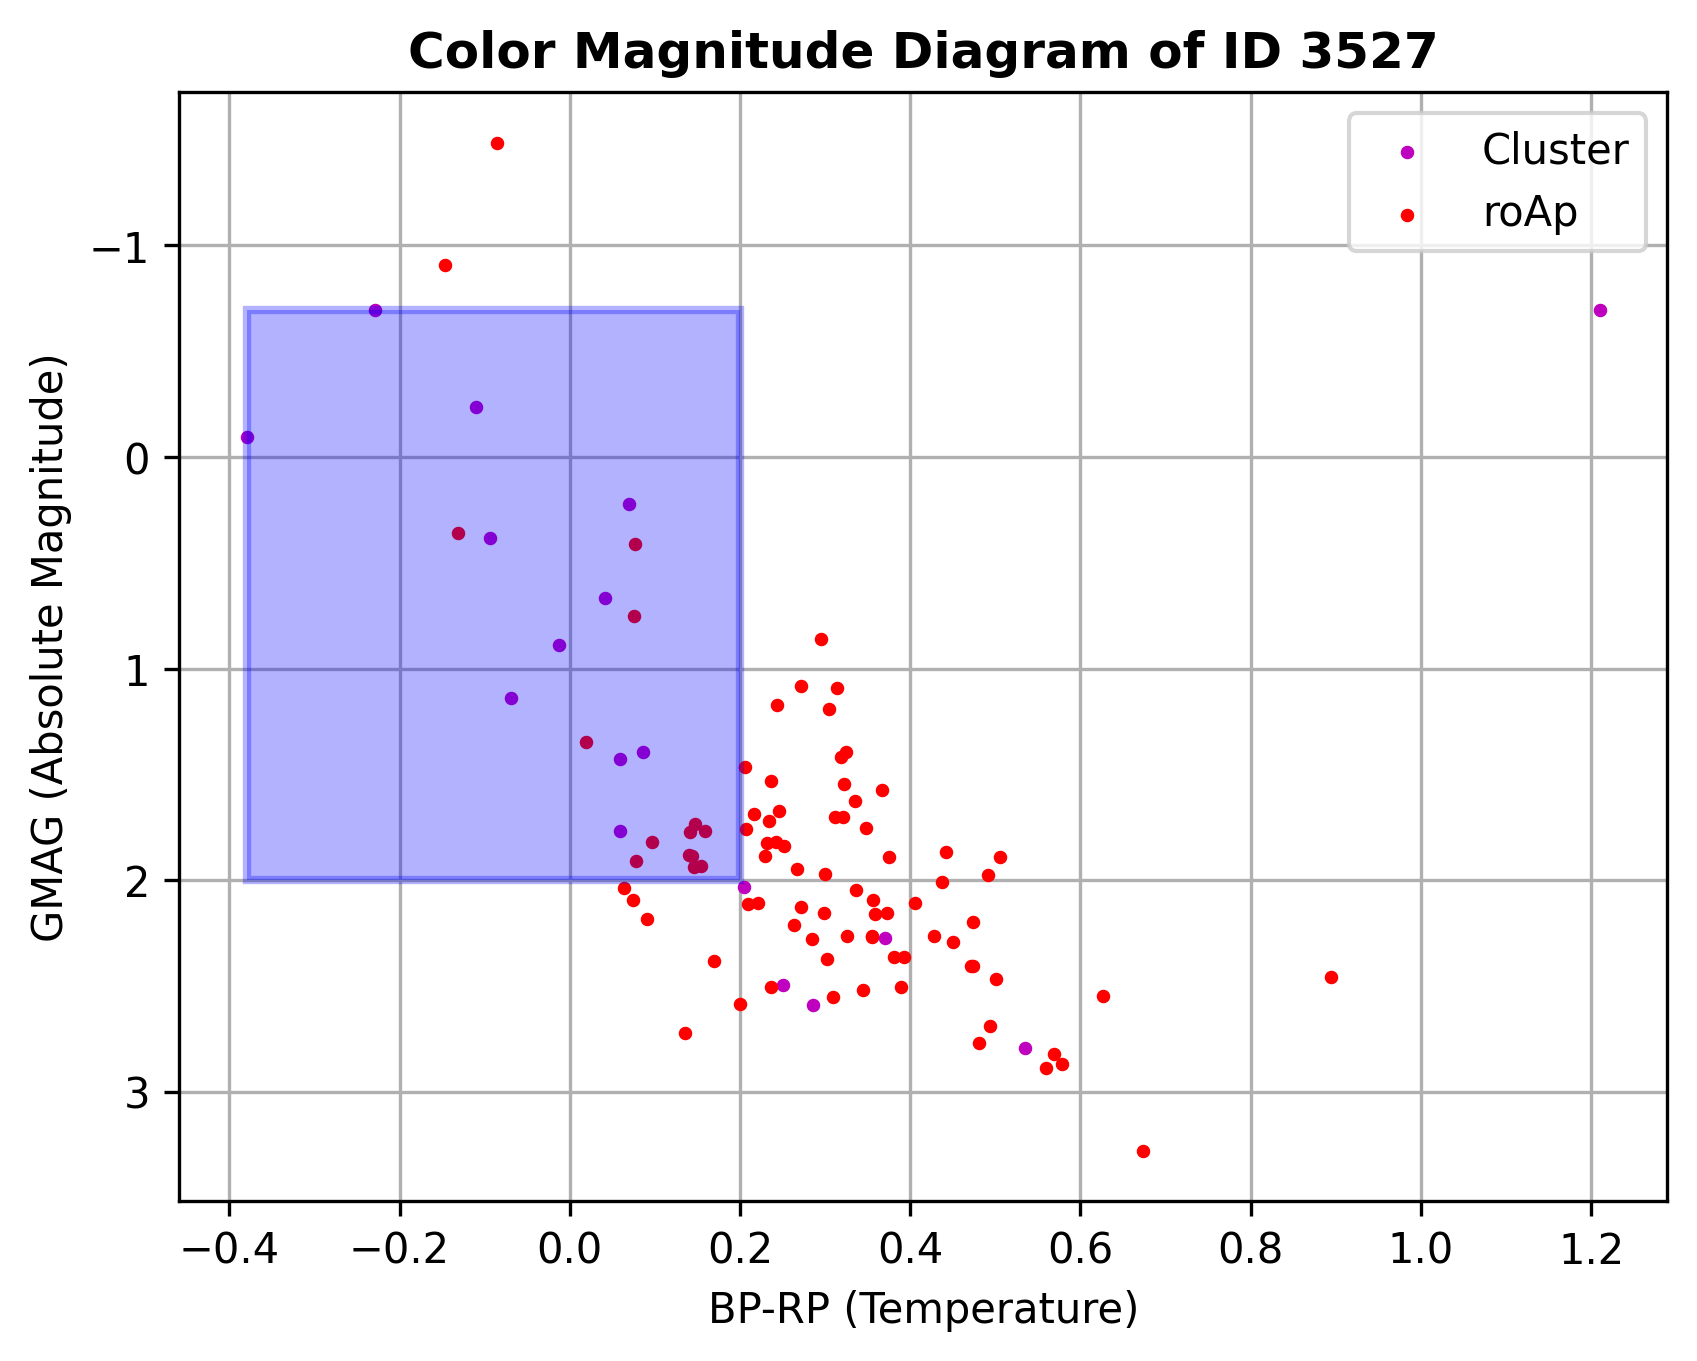 Color Magnitude Diagram of ID 3527
Cluster
roAp
GMAG (Absolute Magnitude)
−1
0
1
2
3
−0.4 −0.2 0.0 0.2 0.4 0.6 0.8 1.0 1.2
BP-RP (Temperature)